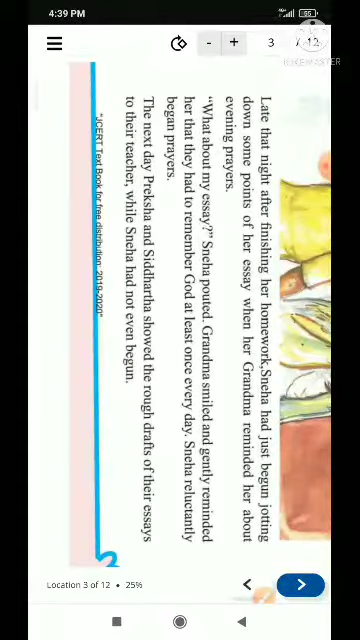 4:39 PM
55
- + 3 / 12
KINEMASTER
Late that night after finishing her homework,Sneha had just begun jotting
down some points of her essay when her Grandma reminded her about
evening prayers.
"What about my essay?" Sneha pouted. Grandma smiled and gently reminded
her that they had to remember God at least once every day. Sneha reluctantly
began prayers.
The next day Preksha and Siddhartha showed the rough drafts of their essays
to their teacher, while Sneha had not even begun.
"JCERT Text Book for free distribution: 2019-2020"
Location 3 of 12 • 25%